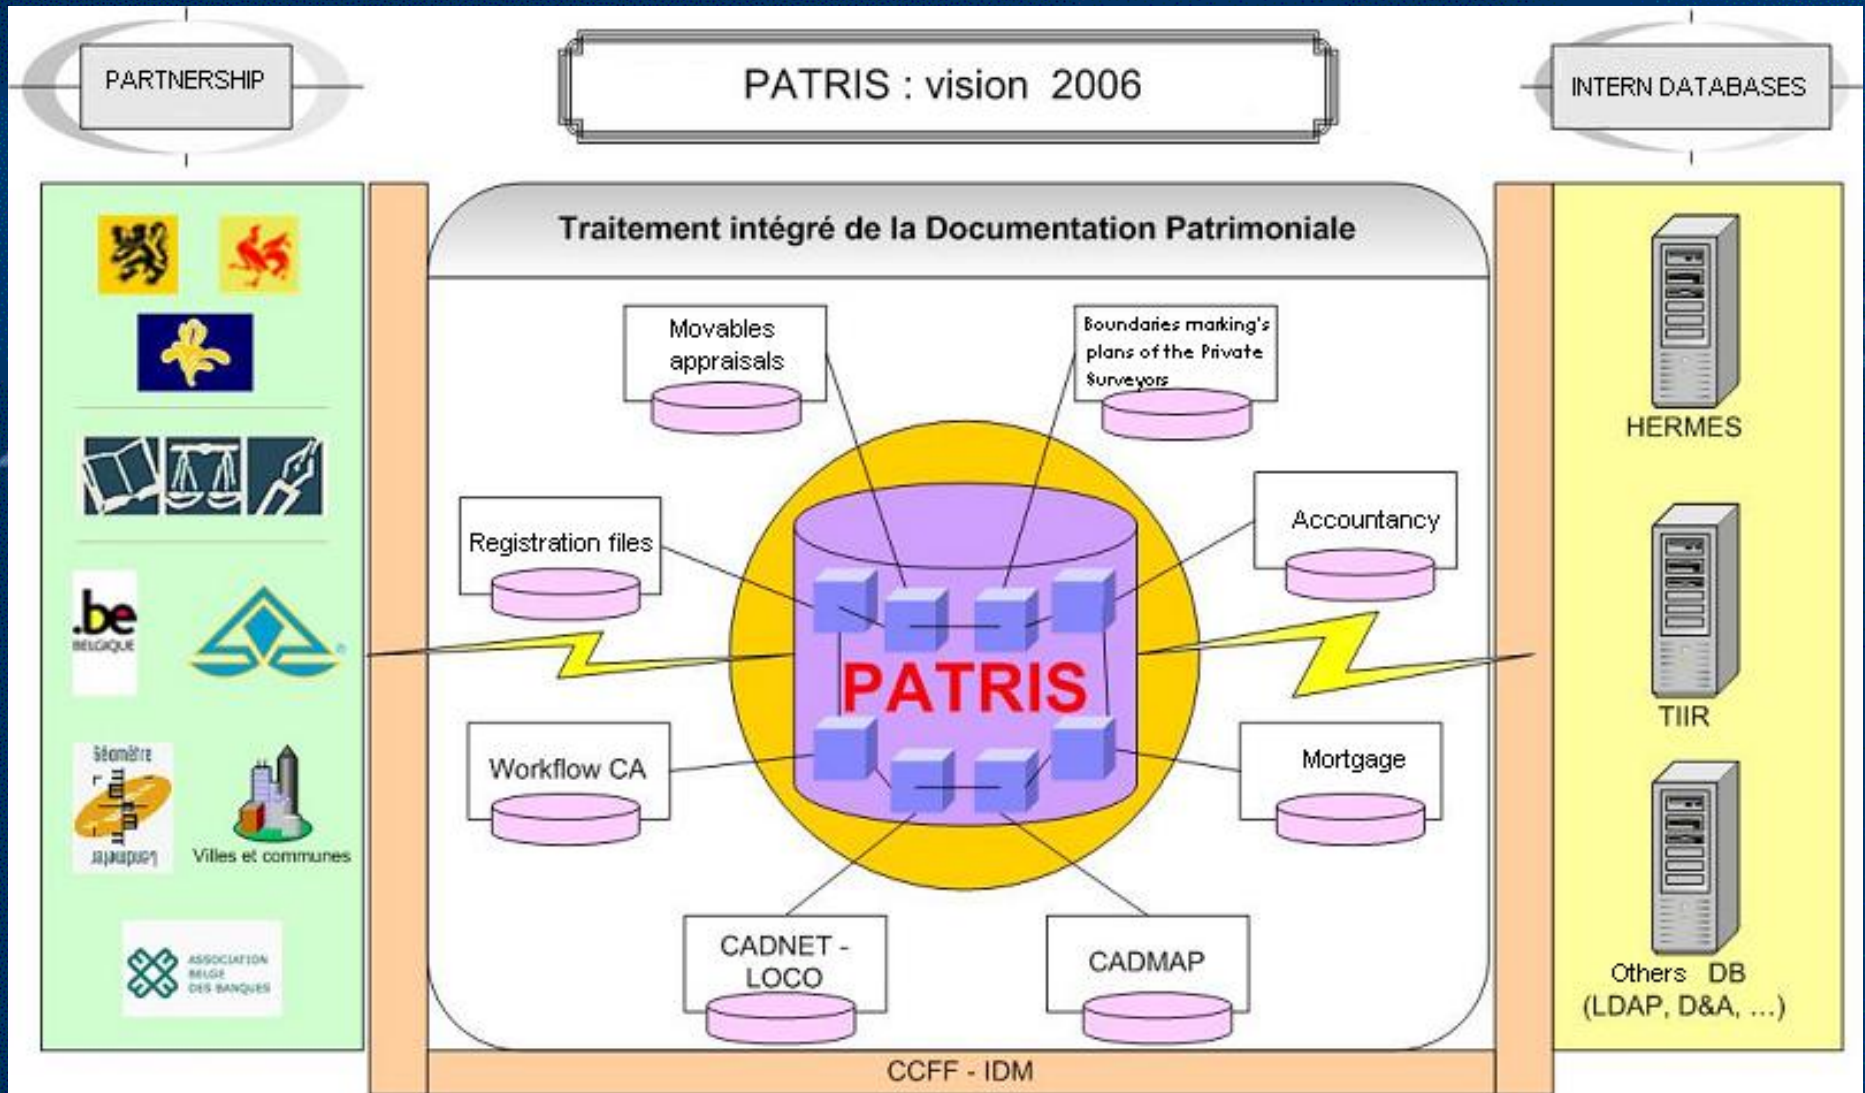 PARTNERSHIP
PATRIS : vision 2006
INTERN DATABASES
Traitement intégré de la Documentation Patrimoniale
Movables
appraisals
Boundaries marking's
plans of the Private
Surveyors
Registration files
Accountancy
PATRIS
Workflow CA
Mortgage
CADNET -
LOCO
CADMAP
CCFF - IDM
.be
BELGIQUE
®
Géomètre
Landmeter
Villes et communes
ASSOCIATION
BELGE
DES BANQUES
HERMES
TIIR
Others DB
(LDAP, D&A, ...)